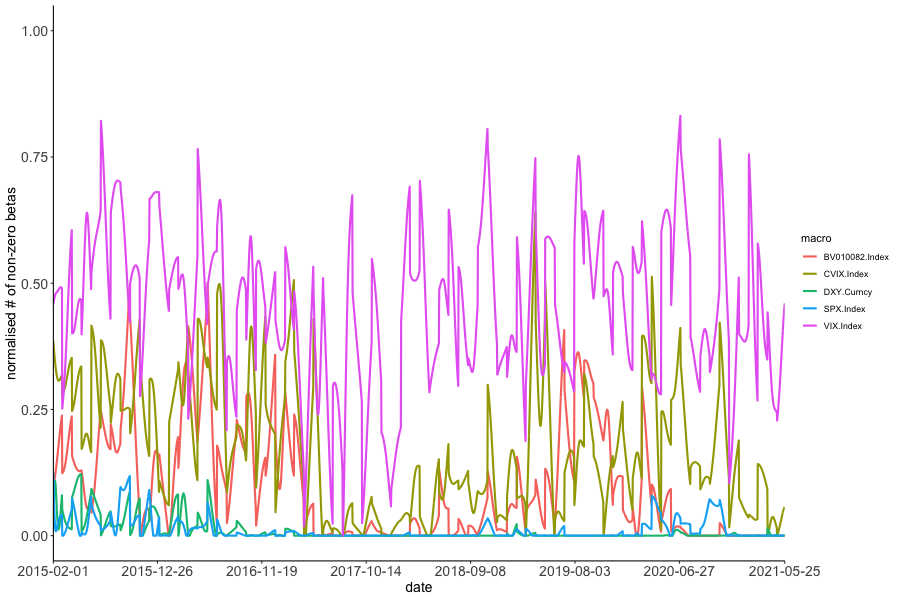 1.00
0.75
0.50
0.25
0.00
normalised # of non-zero betas
2015-02-01 2015-12-26 2016-11-19 2017-10-14 2018-09-08 2019-08-03 2020-06-27 2021-05-25
date
macro
BV010082.Index
CVIX.Index
DXY.Curncy
SPX.Index
VIX.Index